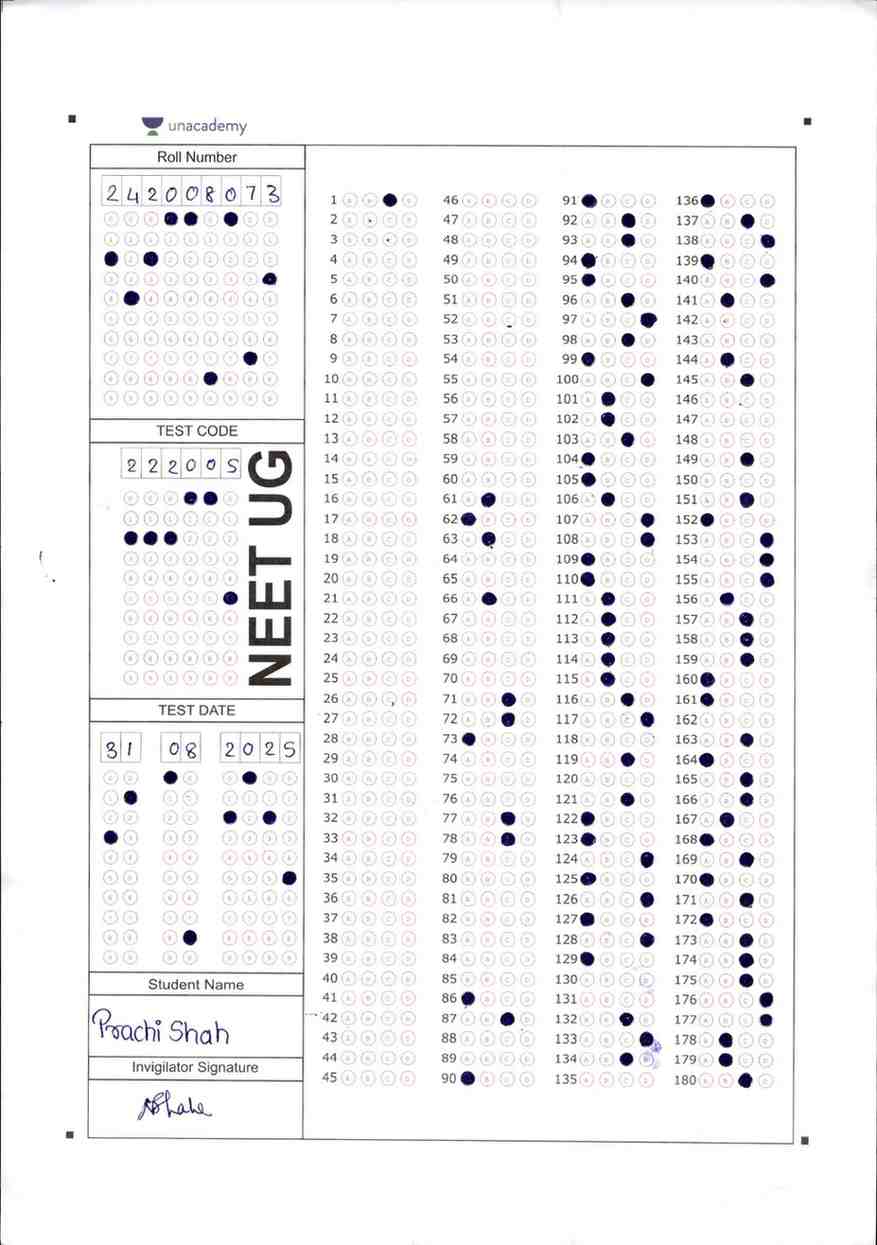 unacademy
Roll Number
2 4 2 0 0 8 0 7 3
TEST CODE
2 2 2 0 0 5
NEET UG
TEST DATE
3 1 0 8 2 0 2 5
Student Name
Prachi Shah
Invigilator Signature
1 46 91 136
2 47 92 137
3 48 93 138
4 49 94 139
5 50 95 140
6 51 96 141
7 52 97 142
8 53 98 143
9 54 99 144
10 55 100 145
11 56 101 146
12 57 102 147
13 58 103 148
14 59 104 149
15 60 105 150
16 61 106 151
17 62 107 152
18 63 108 153
19 64 109 154
20 65 110 155
21 66 111 156
22 67 112 157
23 68 113 158
24 69 114 159
25 70 115 160
26 71 116 161
27 72 117 162
28 73 118 163
29 74 119 164
30 75 120 165
31 76 121 166
32 77 122 167
33 78 123 168
34 79 124 169
35 80 125 170
36 81 126 171
37 82 127 172
38 83 128 173
39 84 129 174
40 85 130 175
41 86 131 176
42 87 132 177
43 88 133 178
44 89 134 179
45 90 135 180